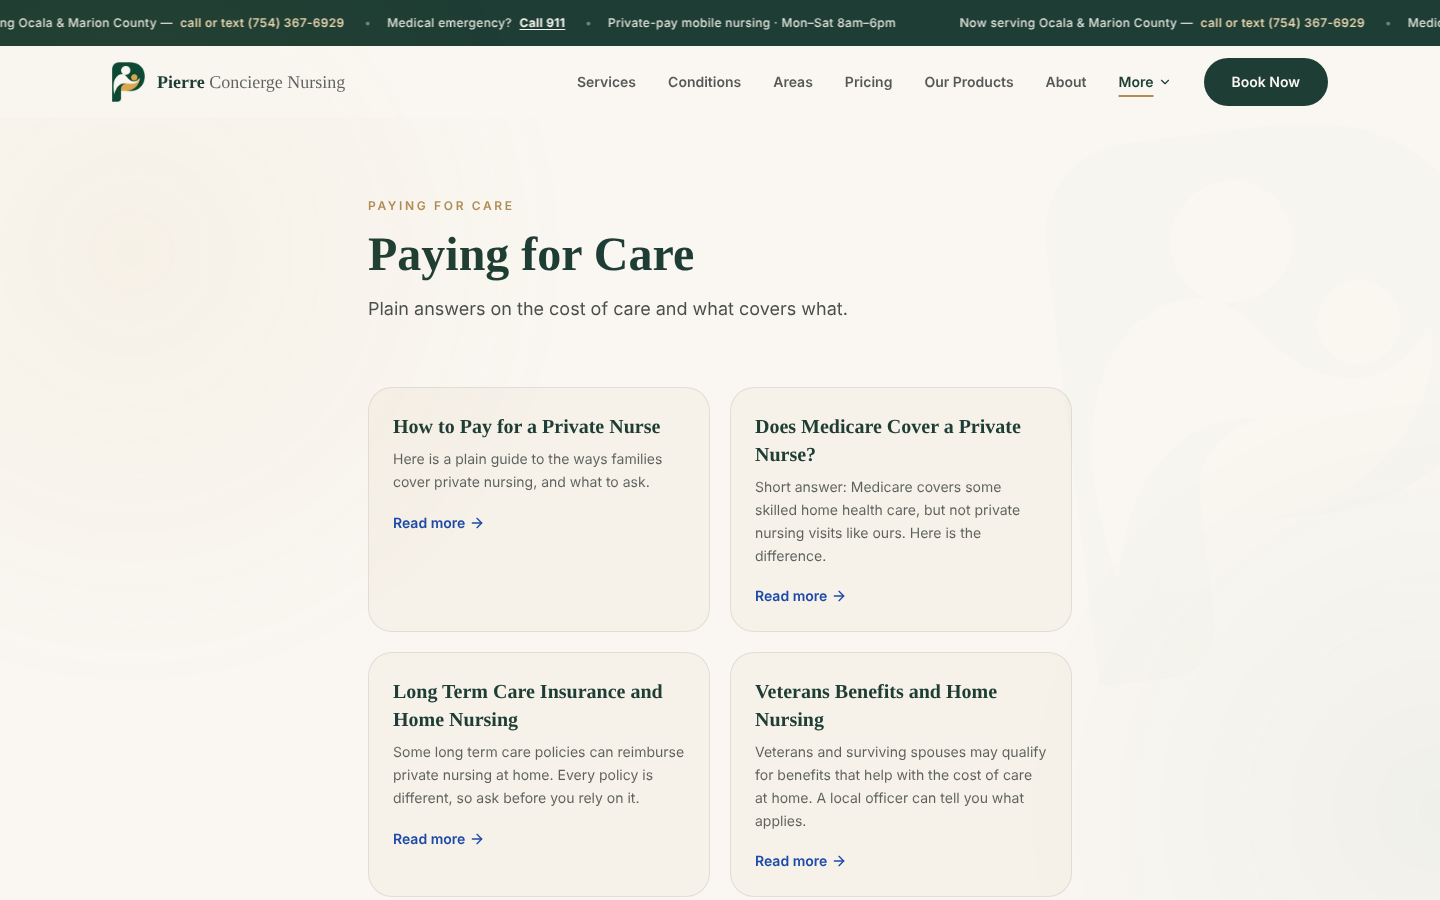 ng Ocala & Marion County — call or text (754) 367-6929 • Medical emergency? Call 911 • Private-pay mobile nursing · Mon–Sat 8am–6pm Now serving Ocala & Marion County — call or text (754) 367-6929 • Medic
Pierre Concierge Nursing
Services Conditions Areas Pricing Our Products About More Book Now
PAYING FOR CARE
Paying for Care
Plain answers on the cost of care and what covers what.
How to Pay for a Private Nurse
Here is a plain guide to the ways families
cover private nursing, and what to ask.
Read more →
Does Medicare Cover a Private
Nurse?
Short answer: Medicare covers some
skilled home health care, but not private
nursing visits like ours. Here is the
difference.
Read more →
Long Term Care Insurance and
Home Nursing
Some long term care policies can reimburse
private nursing at home. Every policy is
different, so ask before you rely on it.
Read more →
Veterans Benefits and Home
Nursing
Veterans and surviving spouses may qualify
for benefits that help with the cost of care
at home. A local officer can tell you what
applies.
Read more →